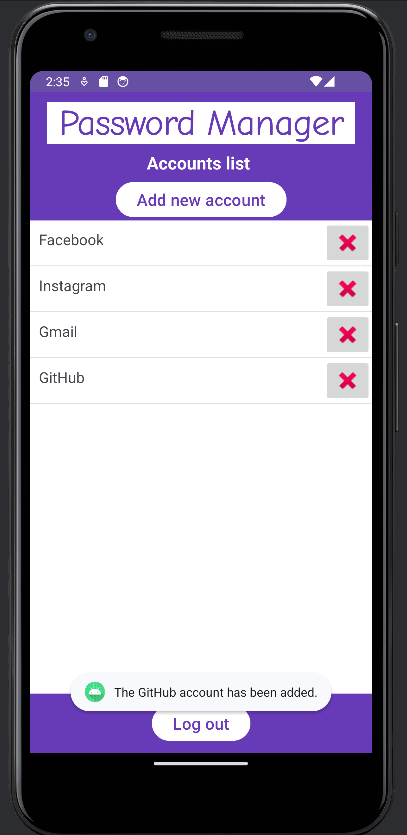 2:35
Password Manager
Accounts list
Add new account
Facebook
Instagram
Gmail
GitHub
The GitHub account has been added.
Log out